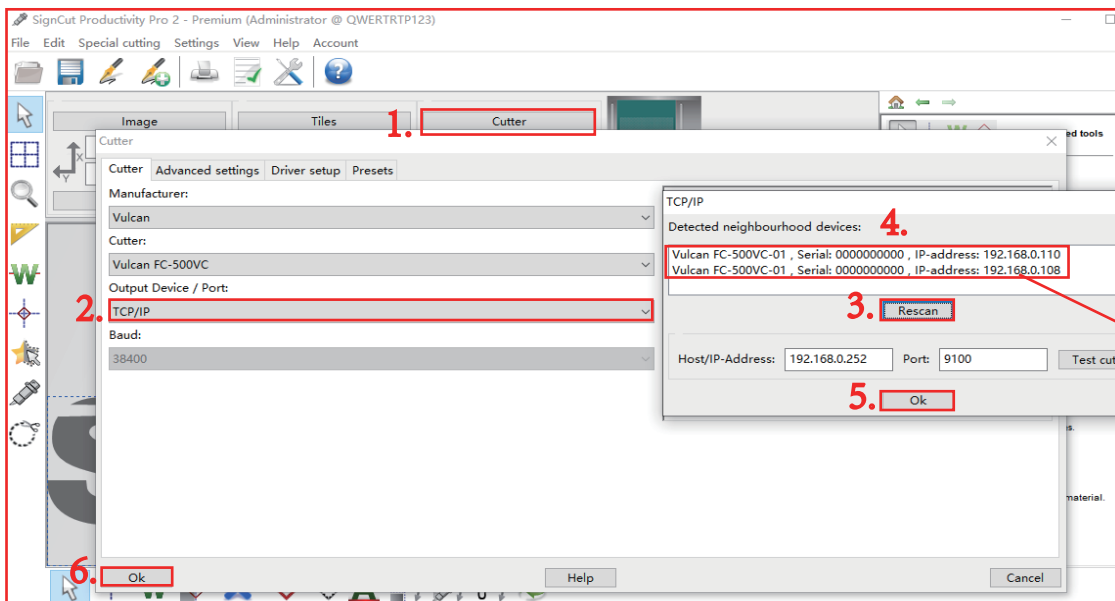 SignCut Productivity Pro 2 - Premium (Administrator @ QWERTRTP123)
File Edit Special cutting Settings View Help Account
Image Tiles 1. Cutter
ed tools
Cutter
X
Y
Cutter Advanced settings Driver setup Presets
Manufacturer:
Vulcan
Cutter:
Vulcan FC-500VC
Output Device / Port:
2. TCP/IP
Baud:
38400
TCP/IP
Detected neighbourhood devices: 4.
Vulcan FC-500VC-01 , Serial: 0000000000 , IP-address: 192.168.0.110
Vulcan FC-500VC-01 , Serial: 0000000000 , IP-address: 192.168.0.108
3. Rescan
Host/IP-Address: 192.168.0.252 Port: 9100 Test cut
5. Ok
s.
material.
6. Ok Help Cancel